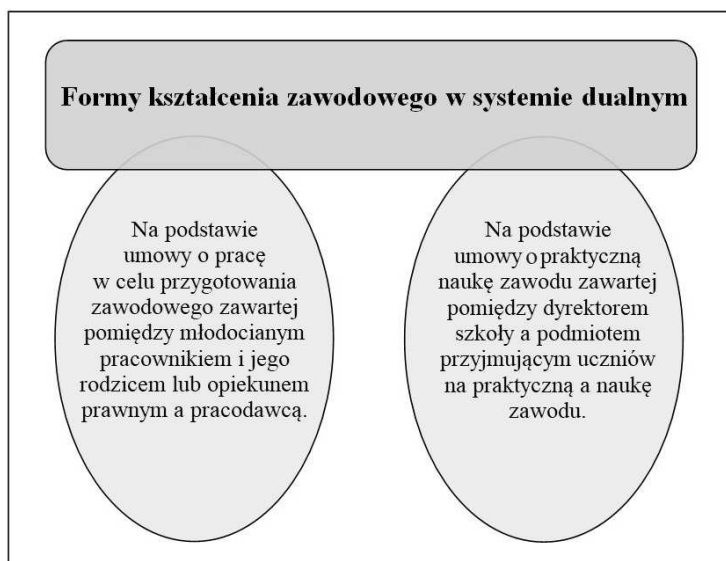 Formy kształcenia zawodowego w systemie dualnym
Na podstawie
umowy o pracę
w celu przygotowania
zawodowego zawartej
pomiędzy młodocianym
pracownikiem i jego
rodzicem lub opiekunem
prawnym a pracodawcą.
Na podstawie
umowy o praktyczną
naukę zawodu zawartej
pomiędzy dyrektorem
szkoły a podmiotem
przyjmującym uczniów
na praktyczną a naukę
zawodu.